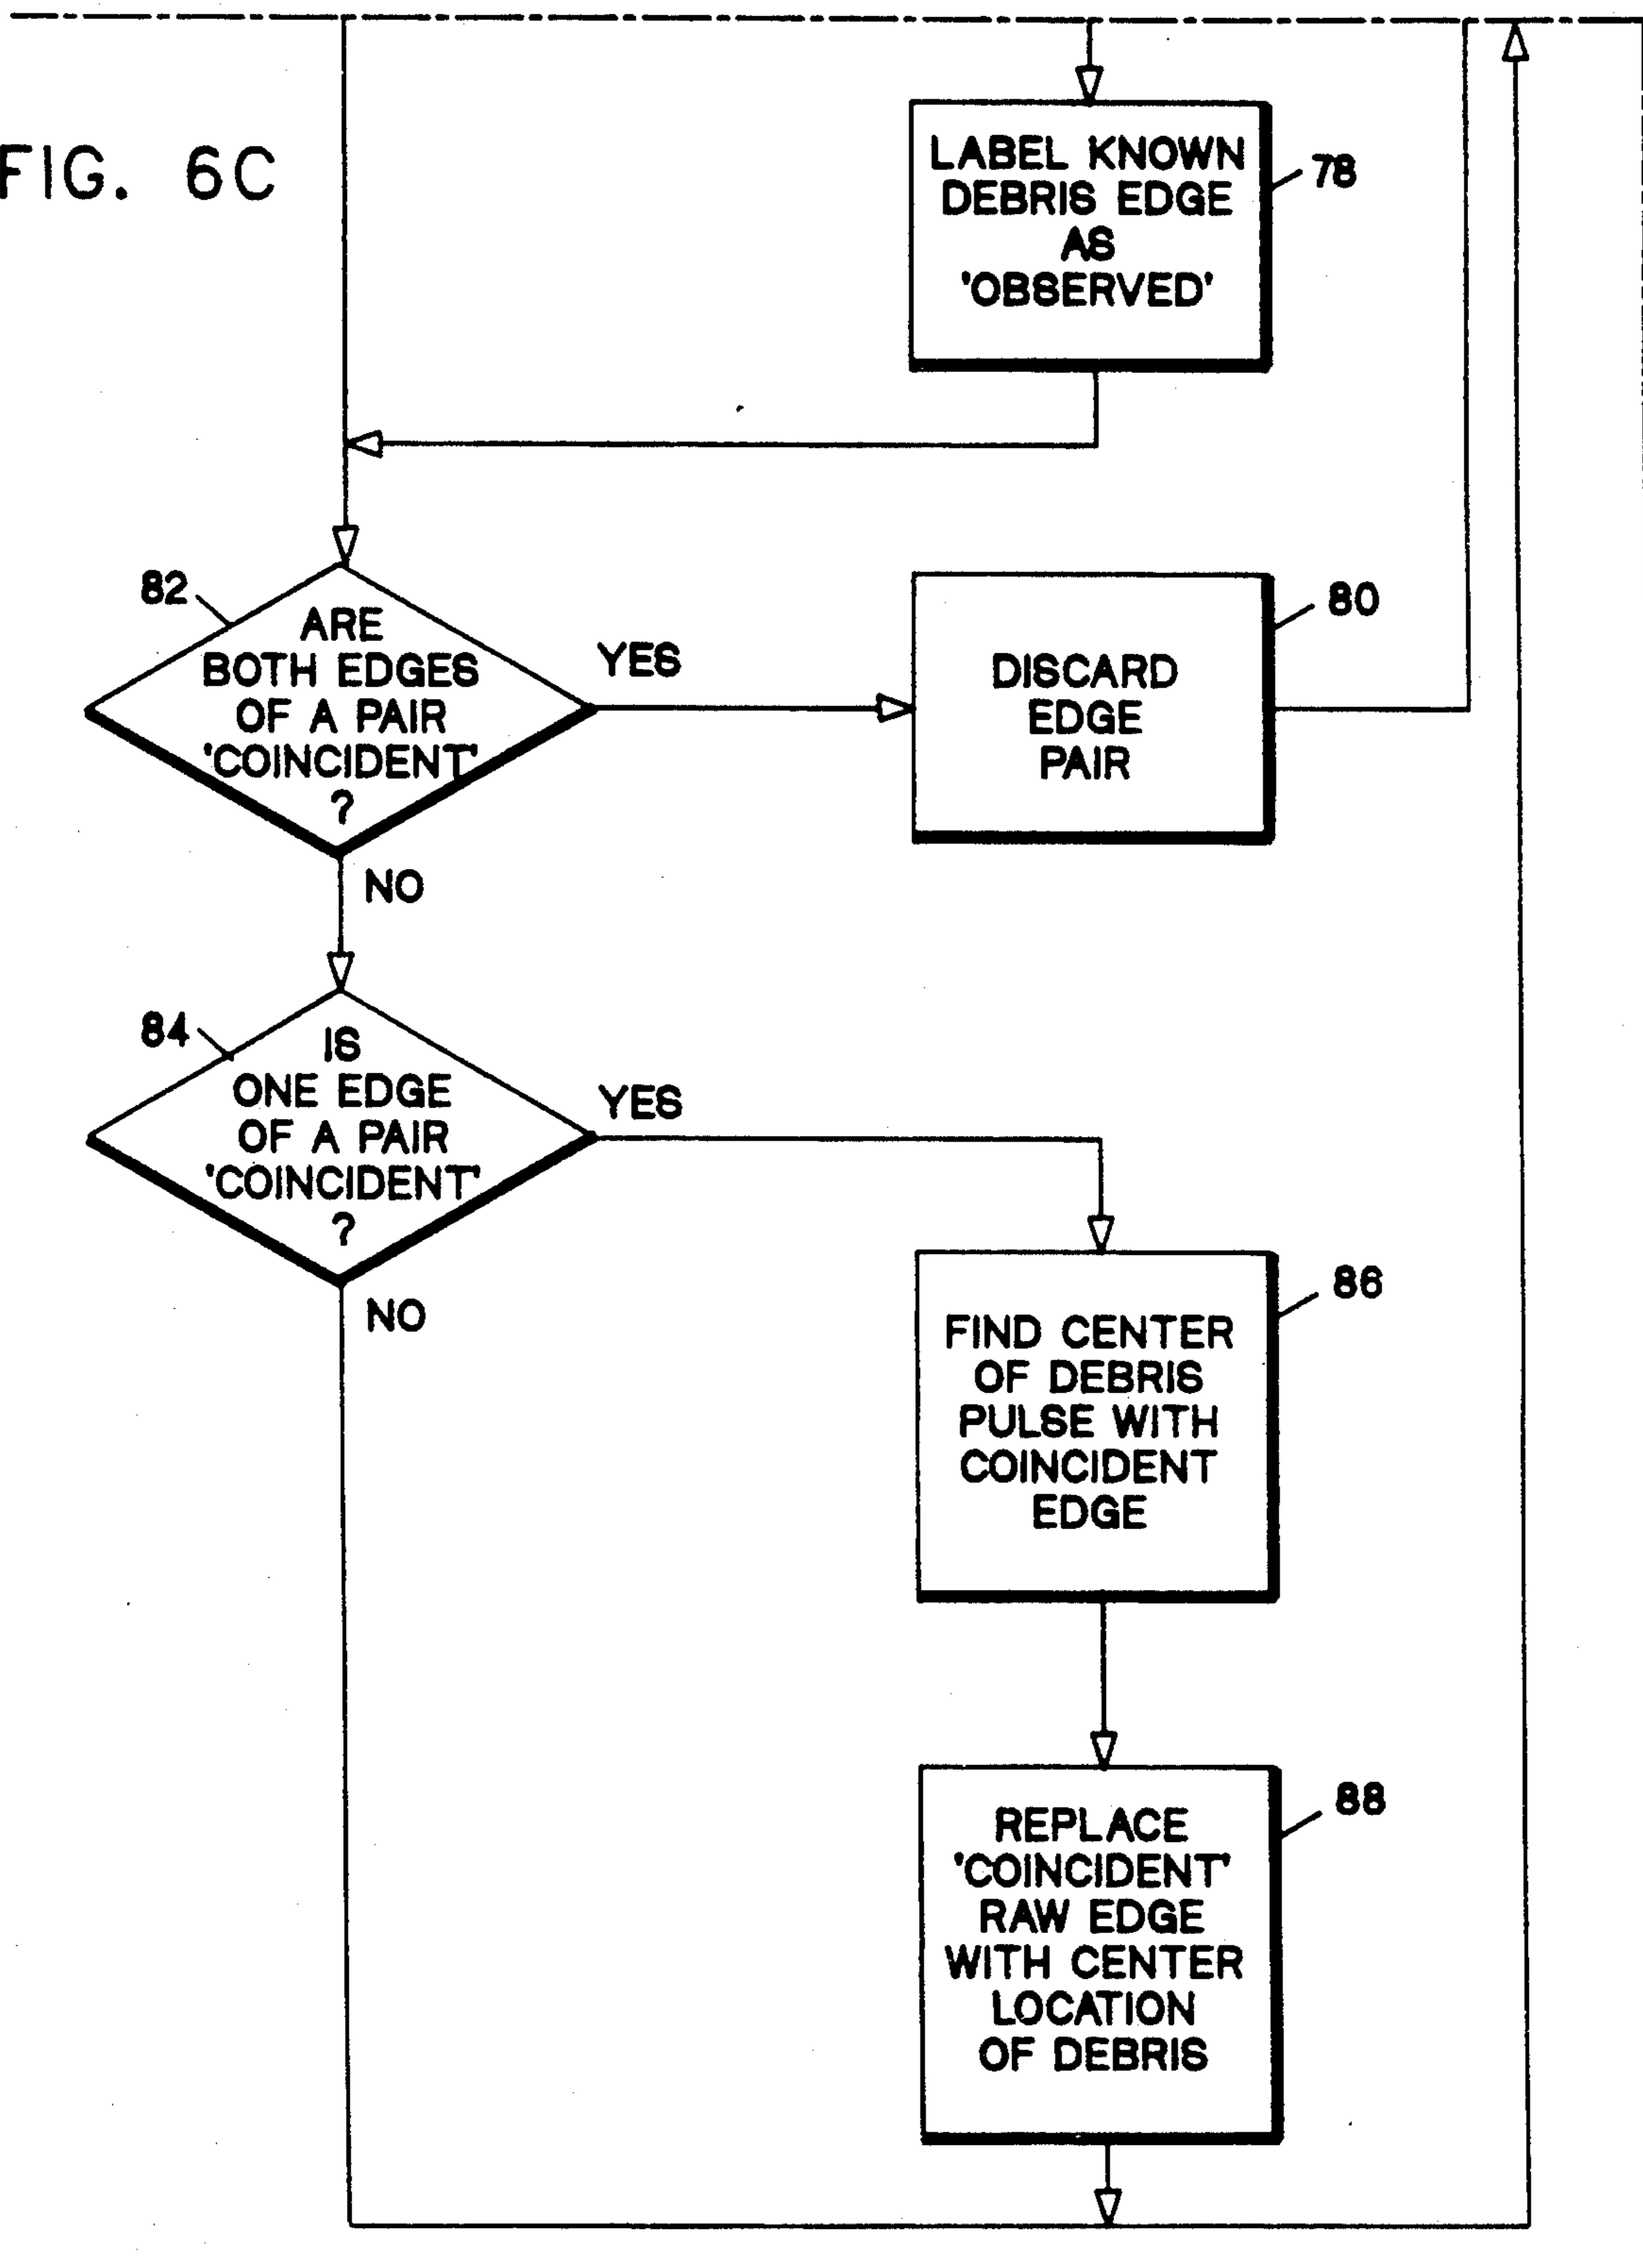 FIG. 6C
LABEL KNOWN
DEBRIS EDGE
AS
'OBSERVED'
78
82
ARE
BOTH EDGES
OF A PAIR
'COINCIDENT'
?
YES
DISCARD
EDGE
PAIR
80
NO
84
IS
ONE EDGE
OF A PAIR
'COINCIDENT'
?
YES
NO
FIND CENTER
OF DEBRIS
PULSE WITH
COINCIDENT
EDGE
86
REPLACE
'COINCIDENT'
RAW EDGE
WITH CENTER
LOCATION
OF DEBRIS
88